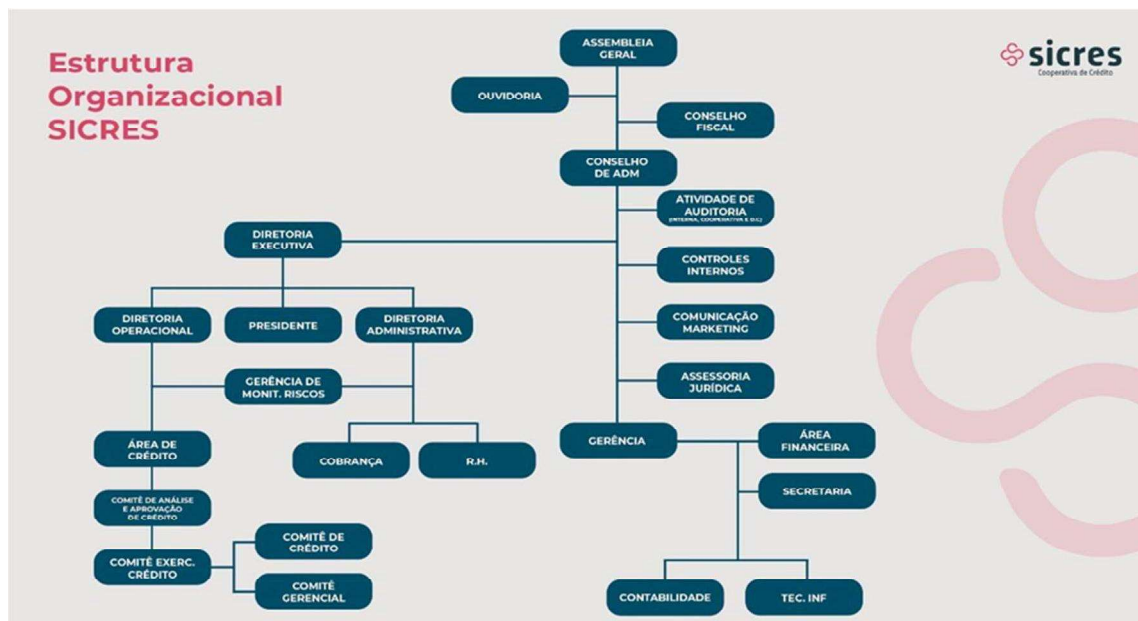 Estrutura
Organizacional
SICRES
sicres
Cooperativa de Crédito
ASSEMBLEIA
GERAL
OUVIDORIA
CONSELHO
FISCAL
CONSELHO
DE ADM
ATIVIDADE DE
AUDITORIA
(INTERNA, COOPERATIVA E B/C)
DIRETORIA
EXECUTIVA
CONTROLES
INTERNOS
DIRETORIA
OPERACIONAL
PRESIDENTE
DIRETORIA
ADMINISTRATIVA
COMUNICAÇÃO
MARKETING
GERÊNCIA DE
MONIT. RISCOS
ASSESSORIA
JURÍDICA
ÁREA DE
CRÉDITO
COBRANÇA
R.H.
GERÊNCIA
ÁREA
FINANCEIRA
COMITÊ DE ANÁLISE
E APROVAÇÃO
DE CRÉDITO
SECRETARIA
COMITÊ EXERC.
CRÉDITO
COMITÊ DE
CRÉDITO
COMITÊ
GERENCIAL
CONTABILIDADE
TEC. INF